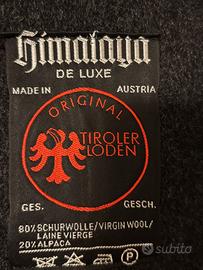 Himalaya
DE LUXE
MADE IN AUSTRIA
ORIGINAL
TIROLER
LODEN
GES. GESCH.
80% SCHURWOLLE/VIRGIN WOOL/
LAINE VIERGE
20% ALPACA
P
subito